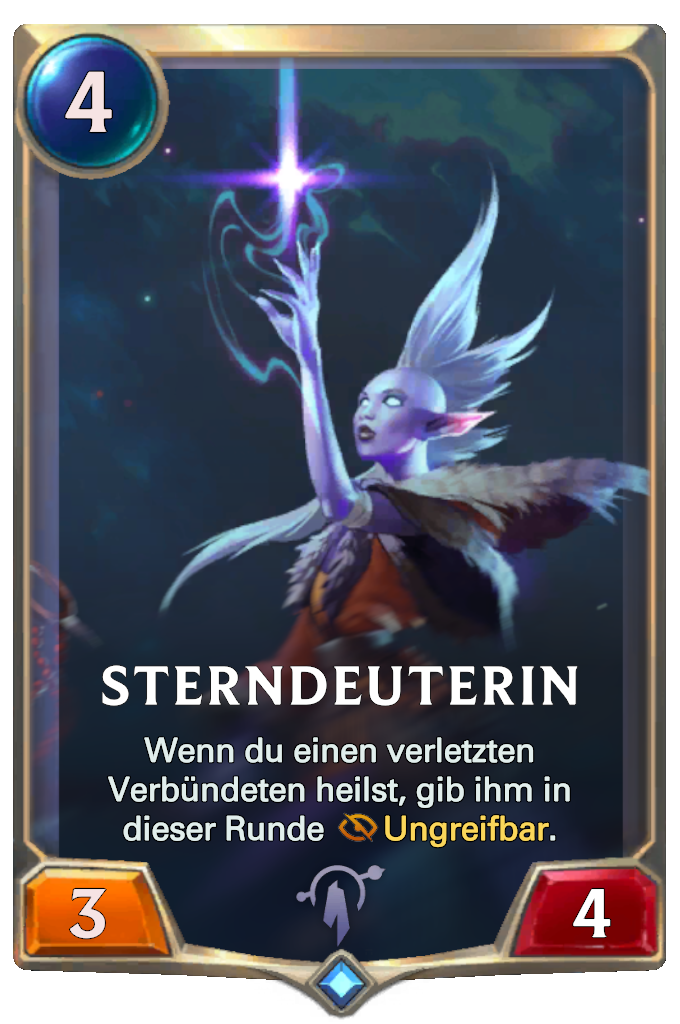 4
STERNDEUTERIN
Wenn du einen verletzten
Verbündeten heilst, gib ihm in
dieser Runde Ungreifbar.
3
4